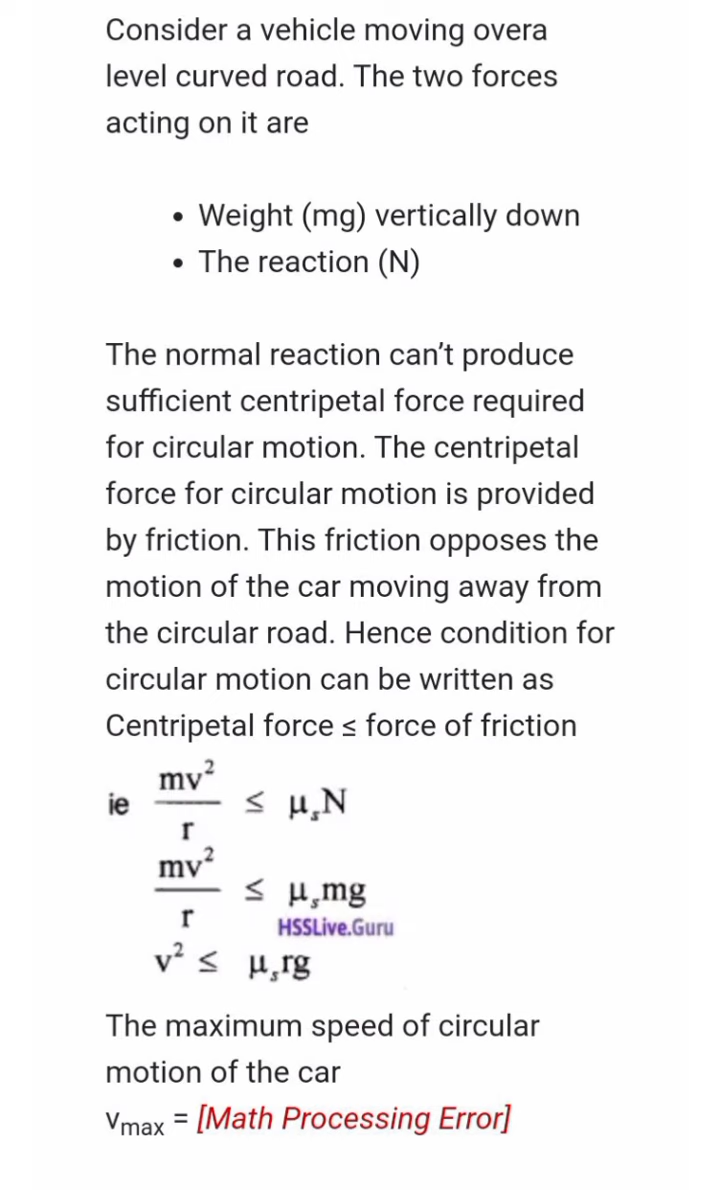 Consider a vehicle moving overa
level curved road. The two forces
acting on it are
• Weight (mg) vertically down
• The reaction (N)
The normal reaction can't produce
sufficient centripetal force required
for circular motion. The centripetal
force for circular motion is provided
by friction. This friction opposes the
motion of the car moving away from
the circular road. Hence condition for
circular motion can be written as
Centripetal force ≤ force of friction
ie mv²/r ≤ μₛN
mv²/r ≤ μₛmg
HSSLive.Guru
v² ≤ μₛrg
The maximum speed of circular
motion of the car
vmax = [Math Processing Error]